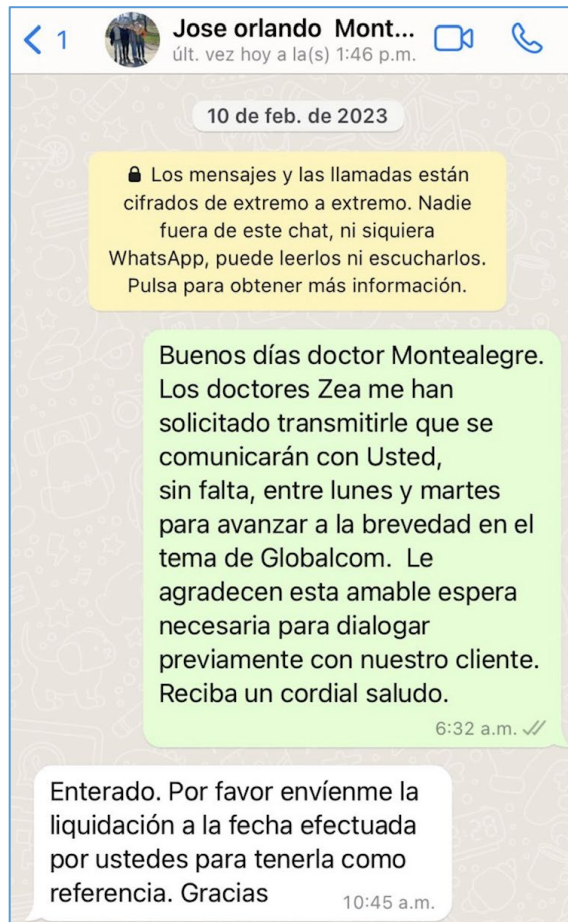 1
Jose orlando Mont...
últ. vez hoy a la(s) 1:46 p.m.
10 de feb. de 2023
Los mensajes y las llamadas están
cifrados de extremo a extremo. Nadie
fuera de este chat, ni siquiera
WhatsApp, puede leerlos ni escucharlos.
Pulsa para obtener más información.
Buenos días doctor Montealegre.
Los doctores Zea me han
solicitado transmitirle que se
comunicarán con Usted,
sin falta, entre lunes y martes
para avanzar a la brevedad en el
tema de Globalcom. Le
agradecen esta amable espera
necesaria para dialogar
previamente con nuestro cliente.
Reciba un cordial saludo.
6:32 a.m.
Enterado. Por favor envíenme la
liquidación a la fecha efectuada
por ustedes para tenerla como
referencia. Gracias
10:45 a.m.